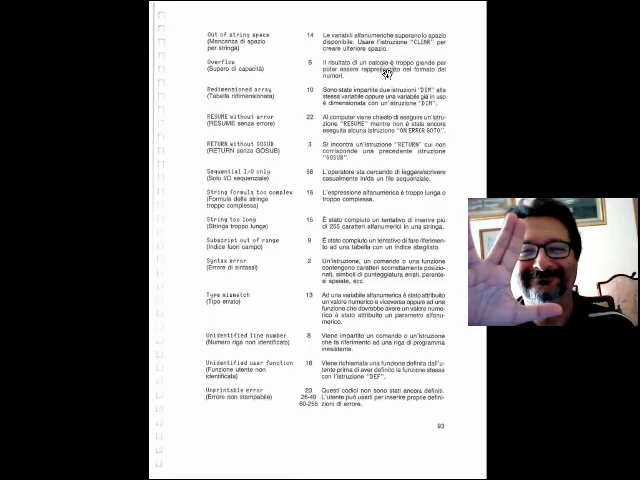 Out of string space 14 Le variabili alfanumeriche superano lo spazio
(Mancanza di spazio disponibile. Usare l'istruzione "CLEAR" per
per stringa) creare ulteriore spazio.
Overflow 6 Il risultato di un calcolo è troppo grande per
(Supero di capacità) poter essere rappresentato nel formato dei
numeri.
Redimensioned array 10 Sono state impartite due istruzioni "DIM" alla
(Tabella ridimensionata) stessa variabile oppure una variabile già in uso
è dimensionata con un'istruzione "DIM".
RESUME without error 22 Al computer viene chiesto di eseguire un'istru-
(RESUME senza errore) zione "RESUME" mentre non è stata ancora
eseguita alcuna istruzione "ON ERROR GOTO".
RETURN without GOSUB 3 Si incontra un'istruzione "RETURN" cui non
(RETURN senza GOSUB) corrisponde una precedente istruzione
"GOSUB".
Sequential I/O only 58 L'operatore sta cercando di leggere/scrivere
(Solo I/O sequenziale) casualmente in/da un file sequenziale.
String formula too complex 16 L'espressione alfanumerica è troppo lunga o
(Formula della stringa troppo complessa.
troppo complessa)
String too long 15 È stato compiuto un tentativo di inserire più
(Stringa troppo lunga) di 255 caratteri alfanumerici in una stringa.
Subscript out of range 9 È stato compiuto un tentativo di fare riferimen-
(Indice fuori campo) to ad una tabella con un indice sbagliato.
Syntax error 2 Un'istruzione, un comando o una funzione
(Errore di sintassi) contengono caratteri scorrettamente posizio-
nati, simboli di punteggiatura errati, parente-
si spaiate, ecc.
Type mismatch 13 Ad una variabile alfanumerica è stato attribuito
(Tipo errato) un valore numerico e viceversa oppure ad una
funzione che dovrebbe avere un valore nume-
rico è stato attribuito un parametro alfanu-
merico.
Unidentified line number 8 Viene impartito un comando o un'istruzione
(Numero riga non identificato) che fa riferimento ad una riga di programma
inesistente.
Unidentified user function 18 Viene richiamata una funzione definita dall'u-
(Funzione utente non tente prima di aver definito la funzione stessa
identificata) con l'istruzione "DEF".
Unprintable error 23 Questi codici non sono stati ancora definiti.
(Errore non stampabile) 26-49 L'utente può usarli per inserire proprie defini-
60-255 zioni di errore.
93